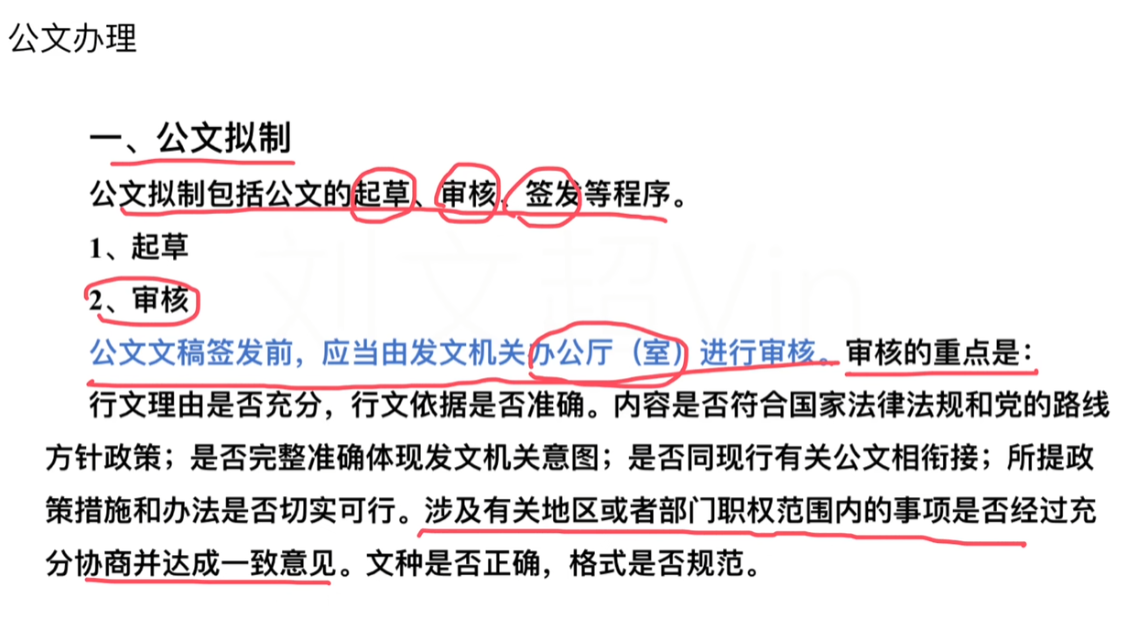 公文办理
一、公文拟制
公文拟制包括公文的起草、审核、签发等程序。
1、起草
2、审核
公文文稿签发前，应当由发文机关办公厅（室）进行审核。审核的重点是：
行文理由是否充分，行文依据是否准确。内容是否符合国家法律法规和党的路线
方针政策；是否完整准确体现发文机关意图；是否同现行有关公文相衔接；所提政
策措施和办法是否切实可行。涉及有关地区或者部门职权范围内的事项是否经过充
分协商并达成一致意见。文种是否正确，格式是否规范。
刘文超Vin